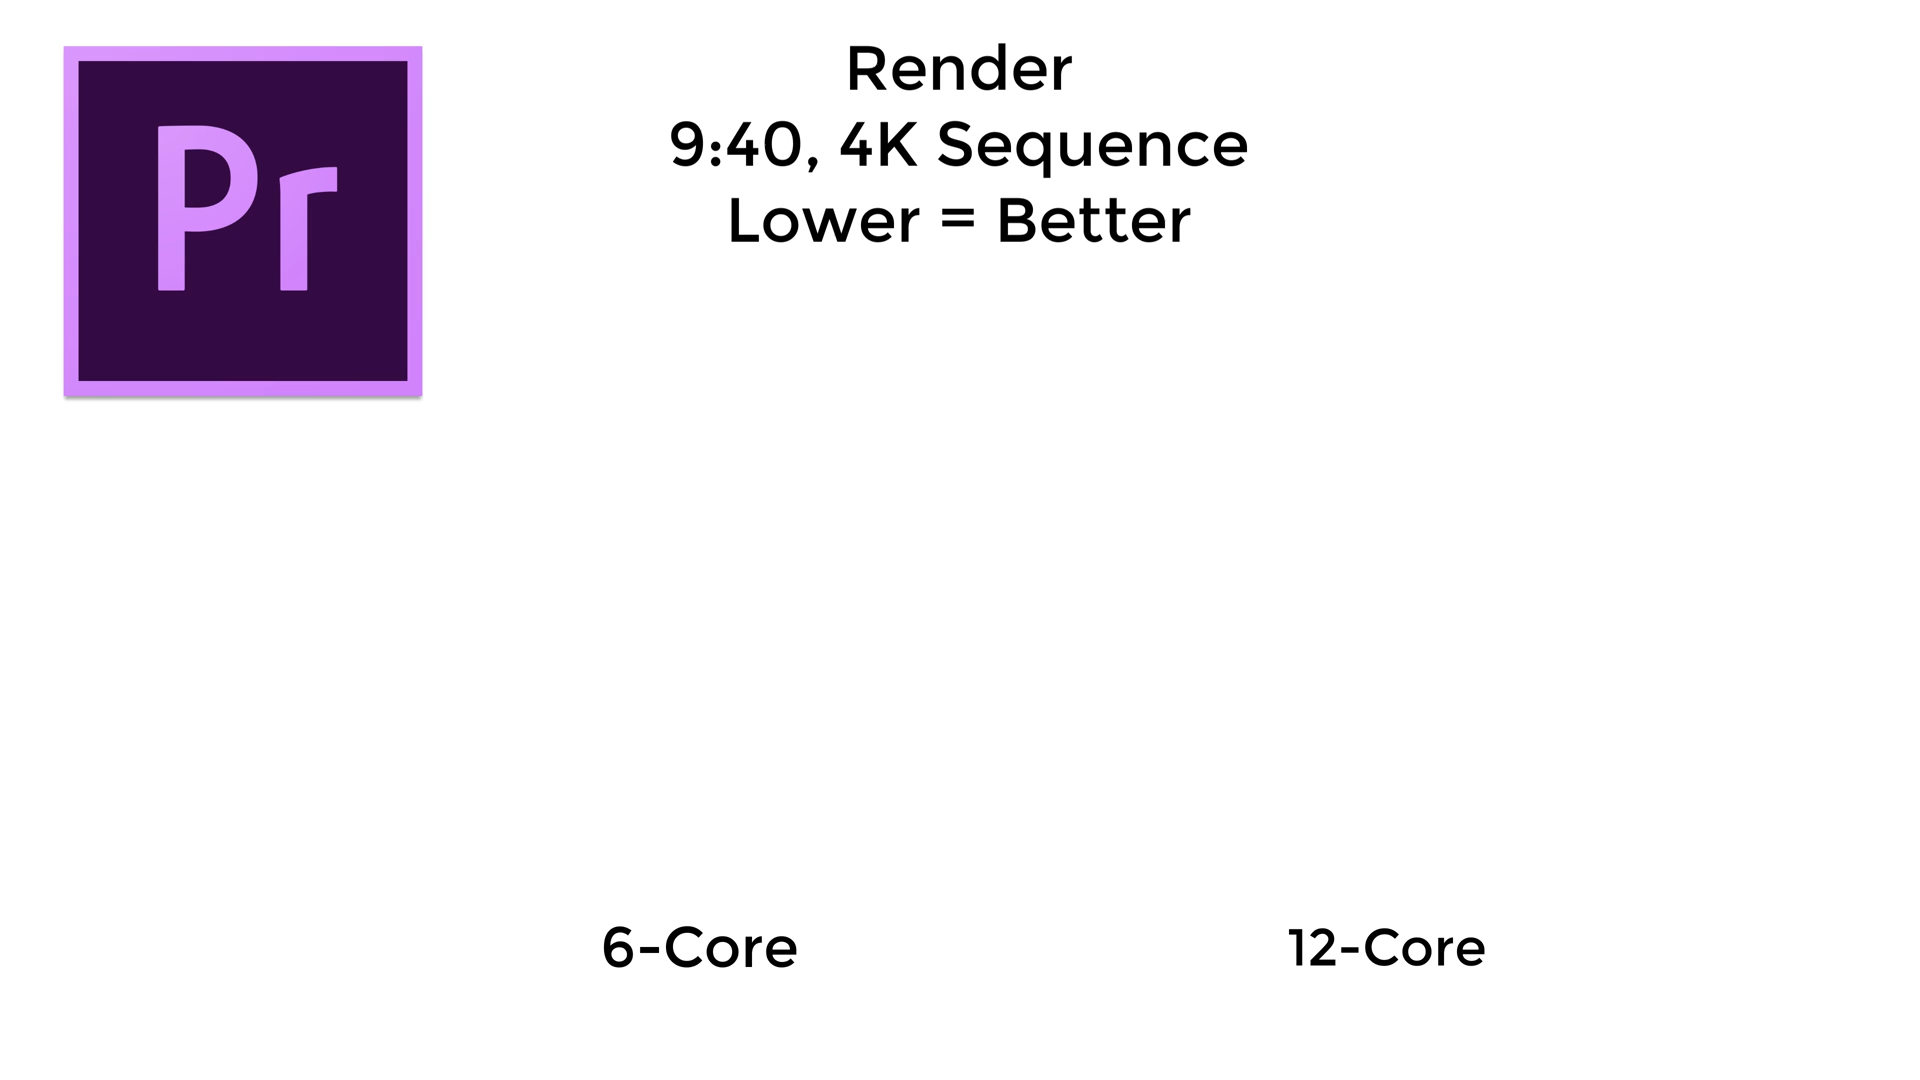 Pr
Render
9:40, 4K Sequence
Lower = Better
6-Core
12-Core